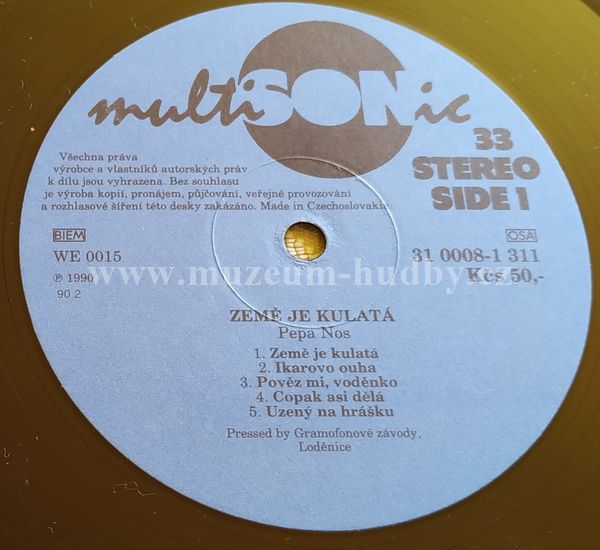 multiSONic
33
STEREO
SIDE 1
Všechna práva
výrobce a vlastníků autorských práv
k dílu jsou vyhrazena. Bez souhlasu
je výroba kopií, pronájem, půjčování, veřejné provozování
a rozhlasové šíření této desky zakázáno. Made in Czechoslovakia
BIEM
OSA
WE 0015
31 0008-1 311
℗ 1990
Kčs 50,-
90.2
www.muzeum-hudby.cz
ZEMĚ JE KULATÁ
Pepa Nos
1. Země je kulatá
2. Ikarovo ouha
3. Pověz mi, voděnko
4. Copak asi dělá
5. Uzený na hrášku
Pressed by Gramofonové závody,
Loděnice